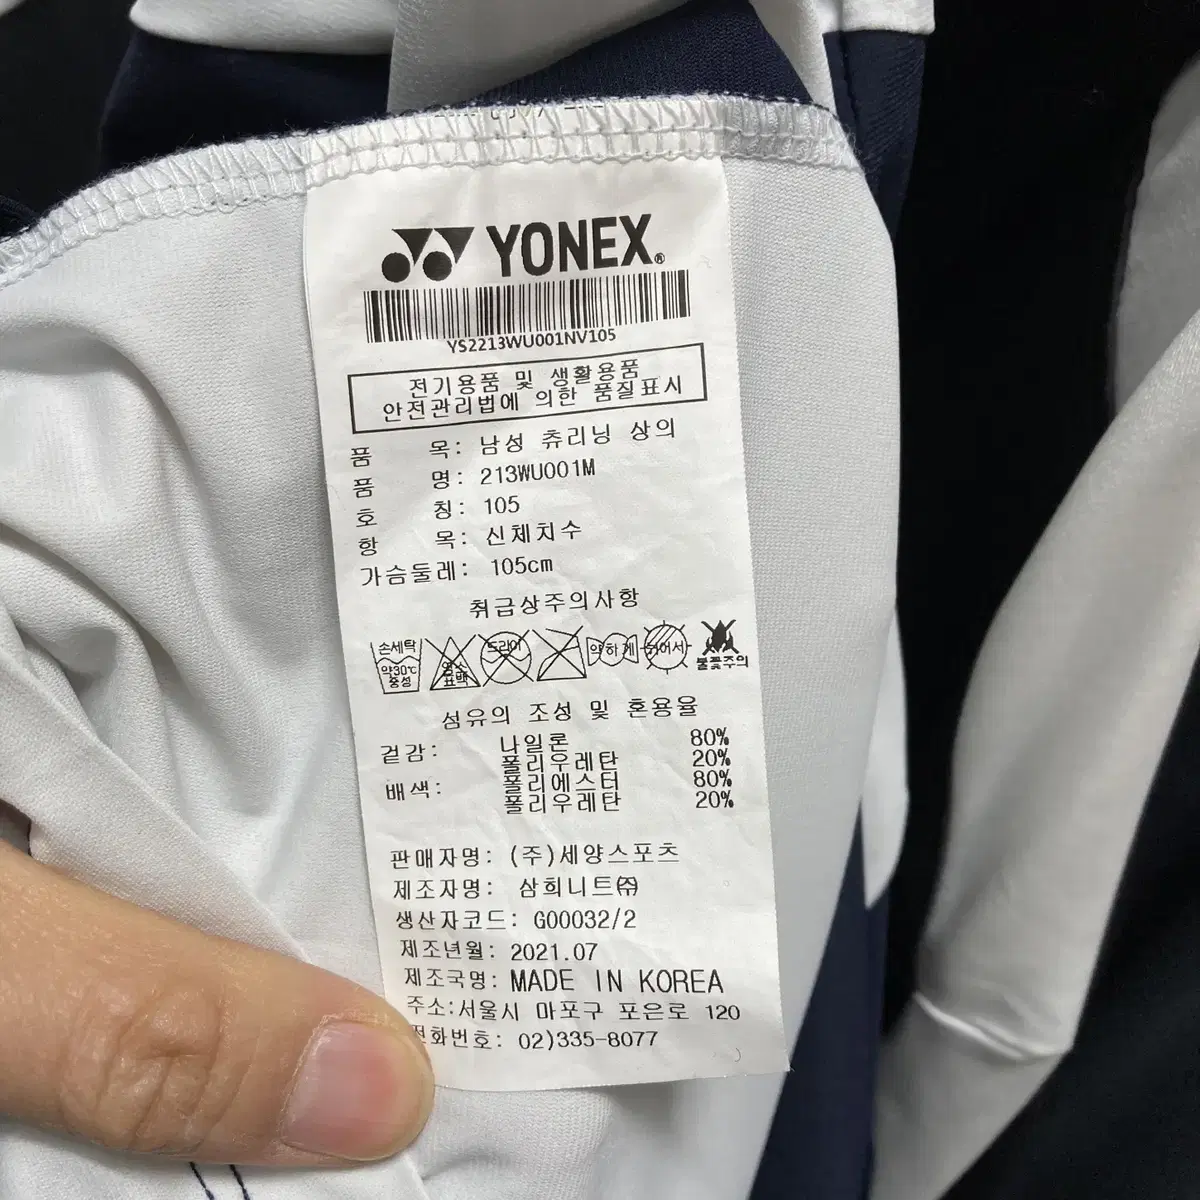 YONEX®
YS2213WU001NV105
전기용품 및 생활용품
안전관리법에 의한 품질표시
품 목: 남성 츄리닝 상의
품 명: 213WU001M
호 칭: 105
항 목: 신체치수
가슴둘레: 105cm
취급상주의사항
손세탁 약30℃ 중성 염소 표백 드라이 약하게 뉘어서 불꽃주의
섬유의 조성 및 혼용율
겉감: 나일론 80%
폴리우레탄 20%
배색: 폴리에스터 80%
폴리우레탄 20%
판매자명: (주)세양스포츠
제조자명: 삼희니트㈜
생산자코드: G00032/2
제조년월: 2021.07
제조국명: MADE IN KOREA
주소:서울시 마포구 포은로 120
전화번호: 02)335-8077